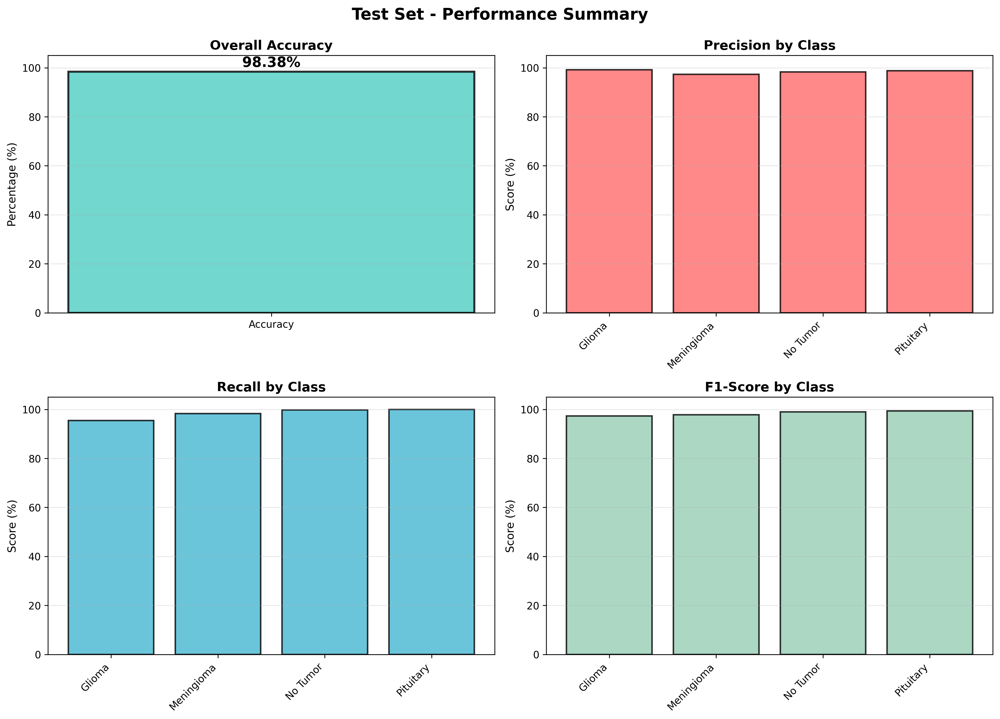 Test Set - Performance Summary
Overall Accuracy
98.38%
Percentage (%)
100
80
60
40
20
0
Accuracy
Precision by Class
Score (%)
100
80
60
40
20
0
Glioma
Meningioma
No Tumor
Pituitary
Recall by Class
Score (%)
100
80
60
40
20
0
Glioma
Meningioma
No Tumor
Pituitary
F1-Score by Class
Score (%)
100
80
60
40
20
0
Glioma
Meningioma
No Tumor
Pituitary